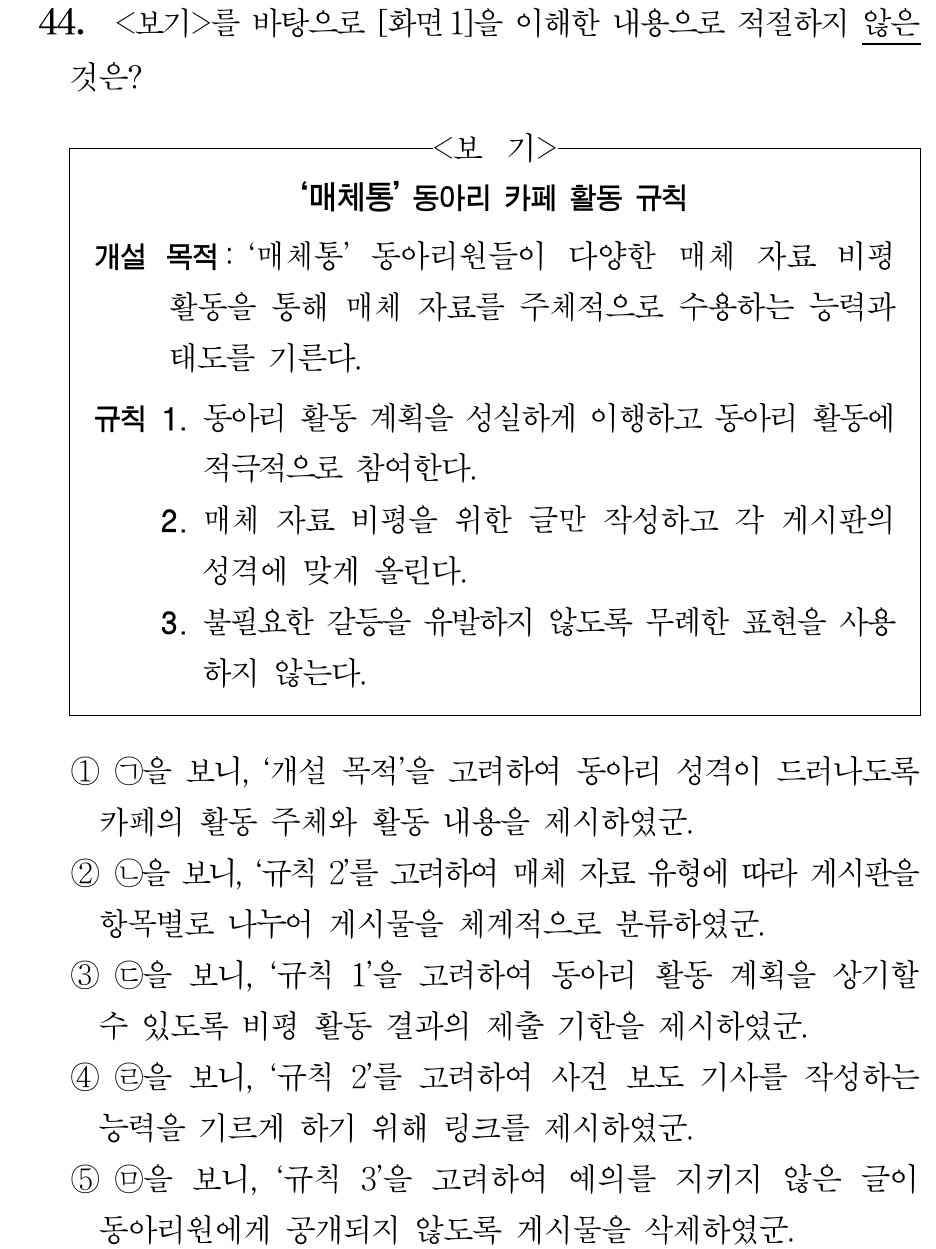 44. <보기>를 바탕으로 [화면 1]을 이해한 내용으로 적절하지 않은
것은?
<보 기>
‘매체통’ 동아리 카페 활동 규칙
개설 목적 : ‘매체통’ 동아리원들이 다양한 매체 자료 비평
활동을 통해 매체 자료를 주체적으로 수용하는 능력과
태도를 기른다.
규칙 1. 동아리 활동 계획을 성실하게 이행하고 동아리 활동에
적극적으로 참여한다.
2. 매체 자료 비평을 위한 글만 작성하고 각 게시판의
성격에 맞게 올린다.
3. 불필요한 갈등을 유발하지 않도록 무례한 표현을 사용
하지 않는다.
① ㉠을 보니, ‘개설 목적’을 고려하여 동아리 성격이 드러나도록
카페의 활동 주체와 활동 내용을 제시하였군.
② ㉡을 보니, ‘규칙 2’를 고려하여 매체 자료 유형에 따라 게시판을
항목별로 나누어 게시물을 체계적으로 분류하였군.
③ ㉢을 보니, ‘규칙 1’을 고려하여 동아리 활동 계획을 상기할
수 있도록 비평 활동 결과의 제출 기한을 제시하였군.
④ ㉣을 보니, ‘규칙 2’를 고려하여 사건 보도 기사를 작성하는
능력을 기르게 하기 위해 링크를 제시하였군.
⑤ ㉤을 보니, ‘규칙 3’을 고려하여 예의를 지키지 않은 글이
동아리원에게 공개되지 않도록 게시물을 삭제하였군.